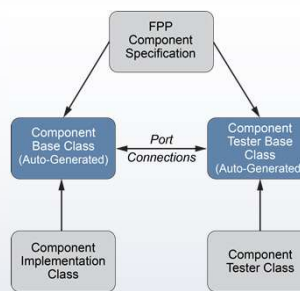 FPP
Component
Specification
Component
Base Class
(Auto-Generated)
Port
Connections
Component
Tester Base
Class
(Auto-Generated)
Component
Implementation
Class
Component
Tester Class